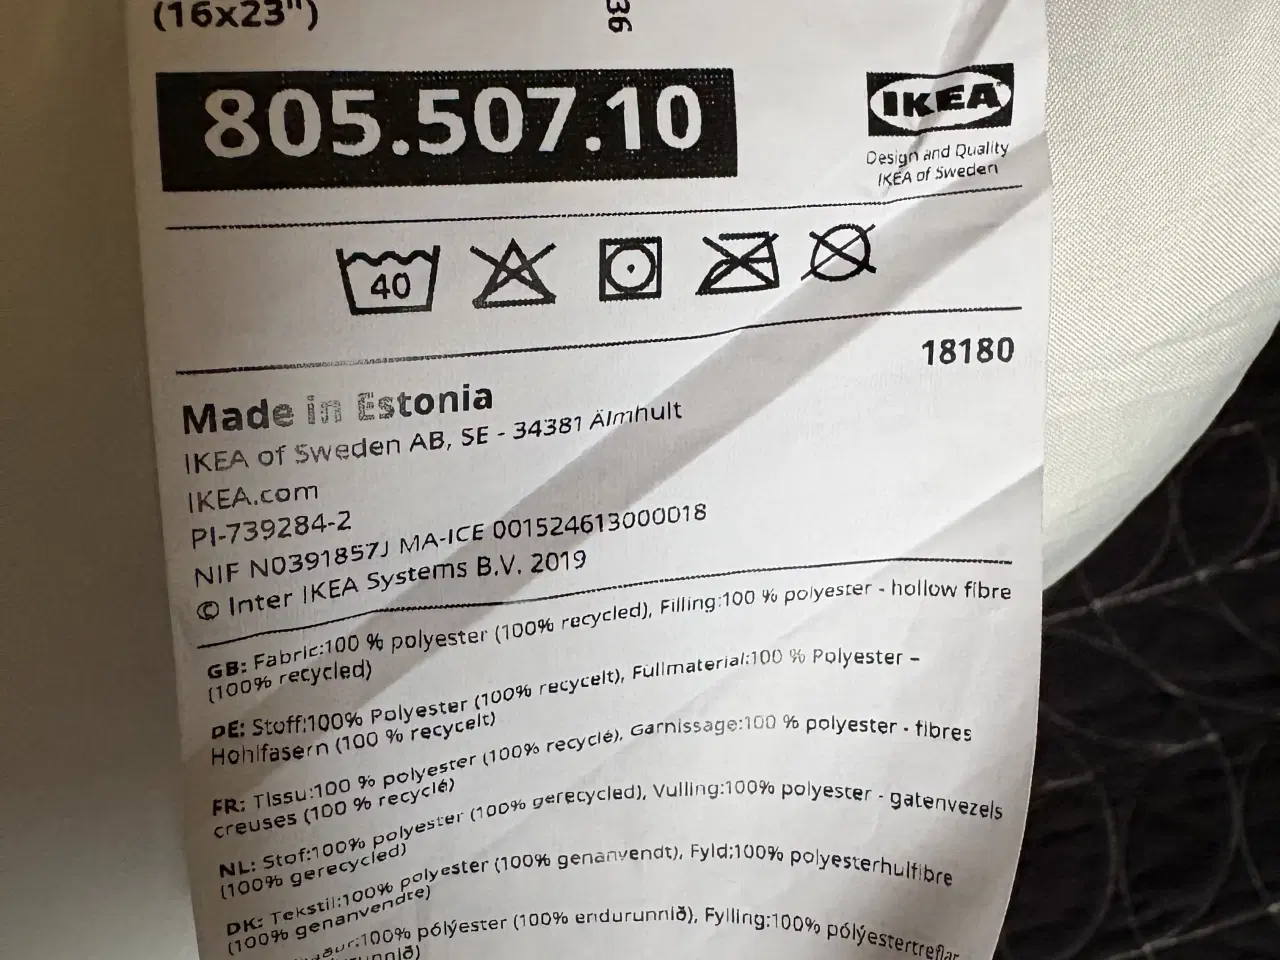 (16x23")
36
805.507.10
IKEA
Design and Quality
IKEA of Sweden
40
18180
Made in Estonia
IKEA of Sweden AB, SE - 34381 Älmhult
IKEA.com
PI-739284-2
NIF N0391857J MA-ICE 001524613000018
© Inter IKEA Systems B.V. 2019
GB: Fabric:100 % polyester (100% recycled), Filling:100 % polyester - hollow fibre
(100% recycled)
DE: Stoff:100% Polyester (100% recycelt), Füllmaterial:100 % Polyester –
Hohlfasern (100 % recycelt)
FR: Tissu:100 % polyester (100% recyclé), Garnissage:100 % polyester - fibres
creuses (100 % recyclé)
NL: Stof:100% polyester (100% gerecycled), Vulling:100% polyester - gatenvezels
(100% gerecycled)
DK: Tekstil:100% polyester (100% genanvendt), Fyld:100% polyesterhulfibre
(100% genanvendte)
100% pólýester (100% endurunnið), Fylling:100% pólýestertreflar